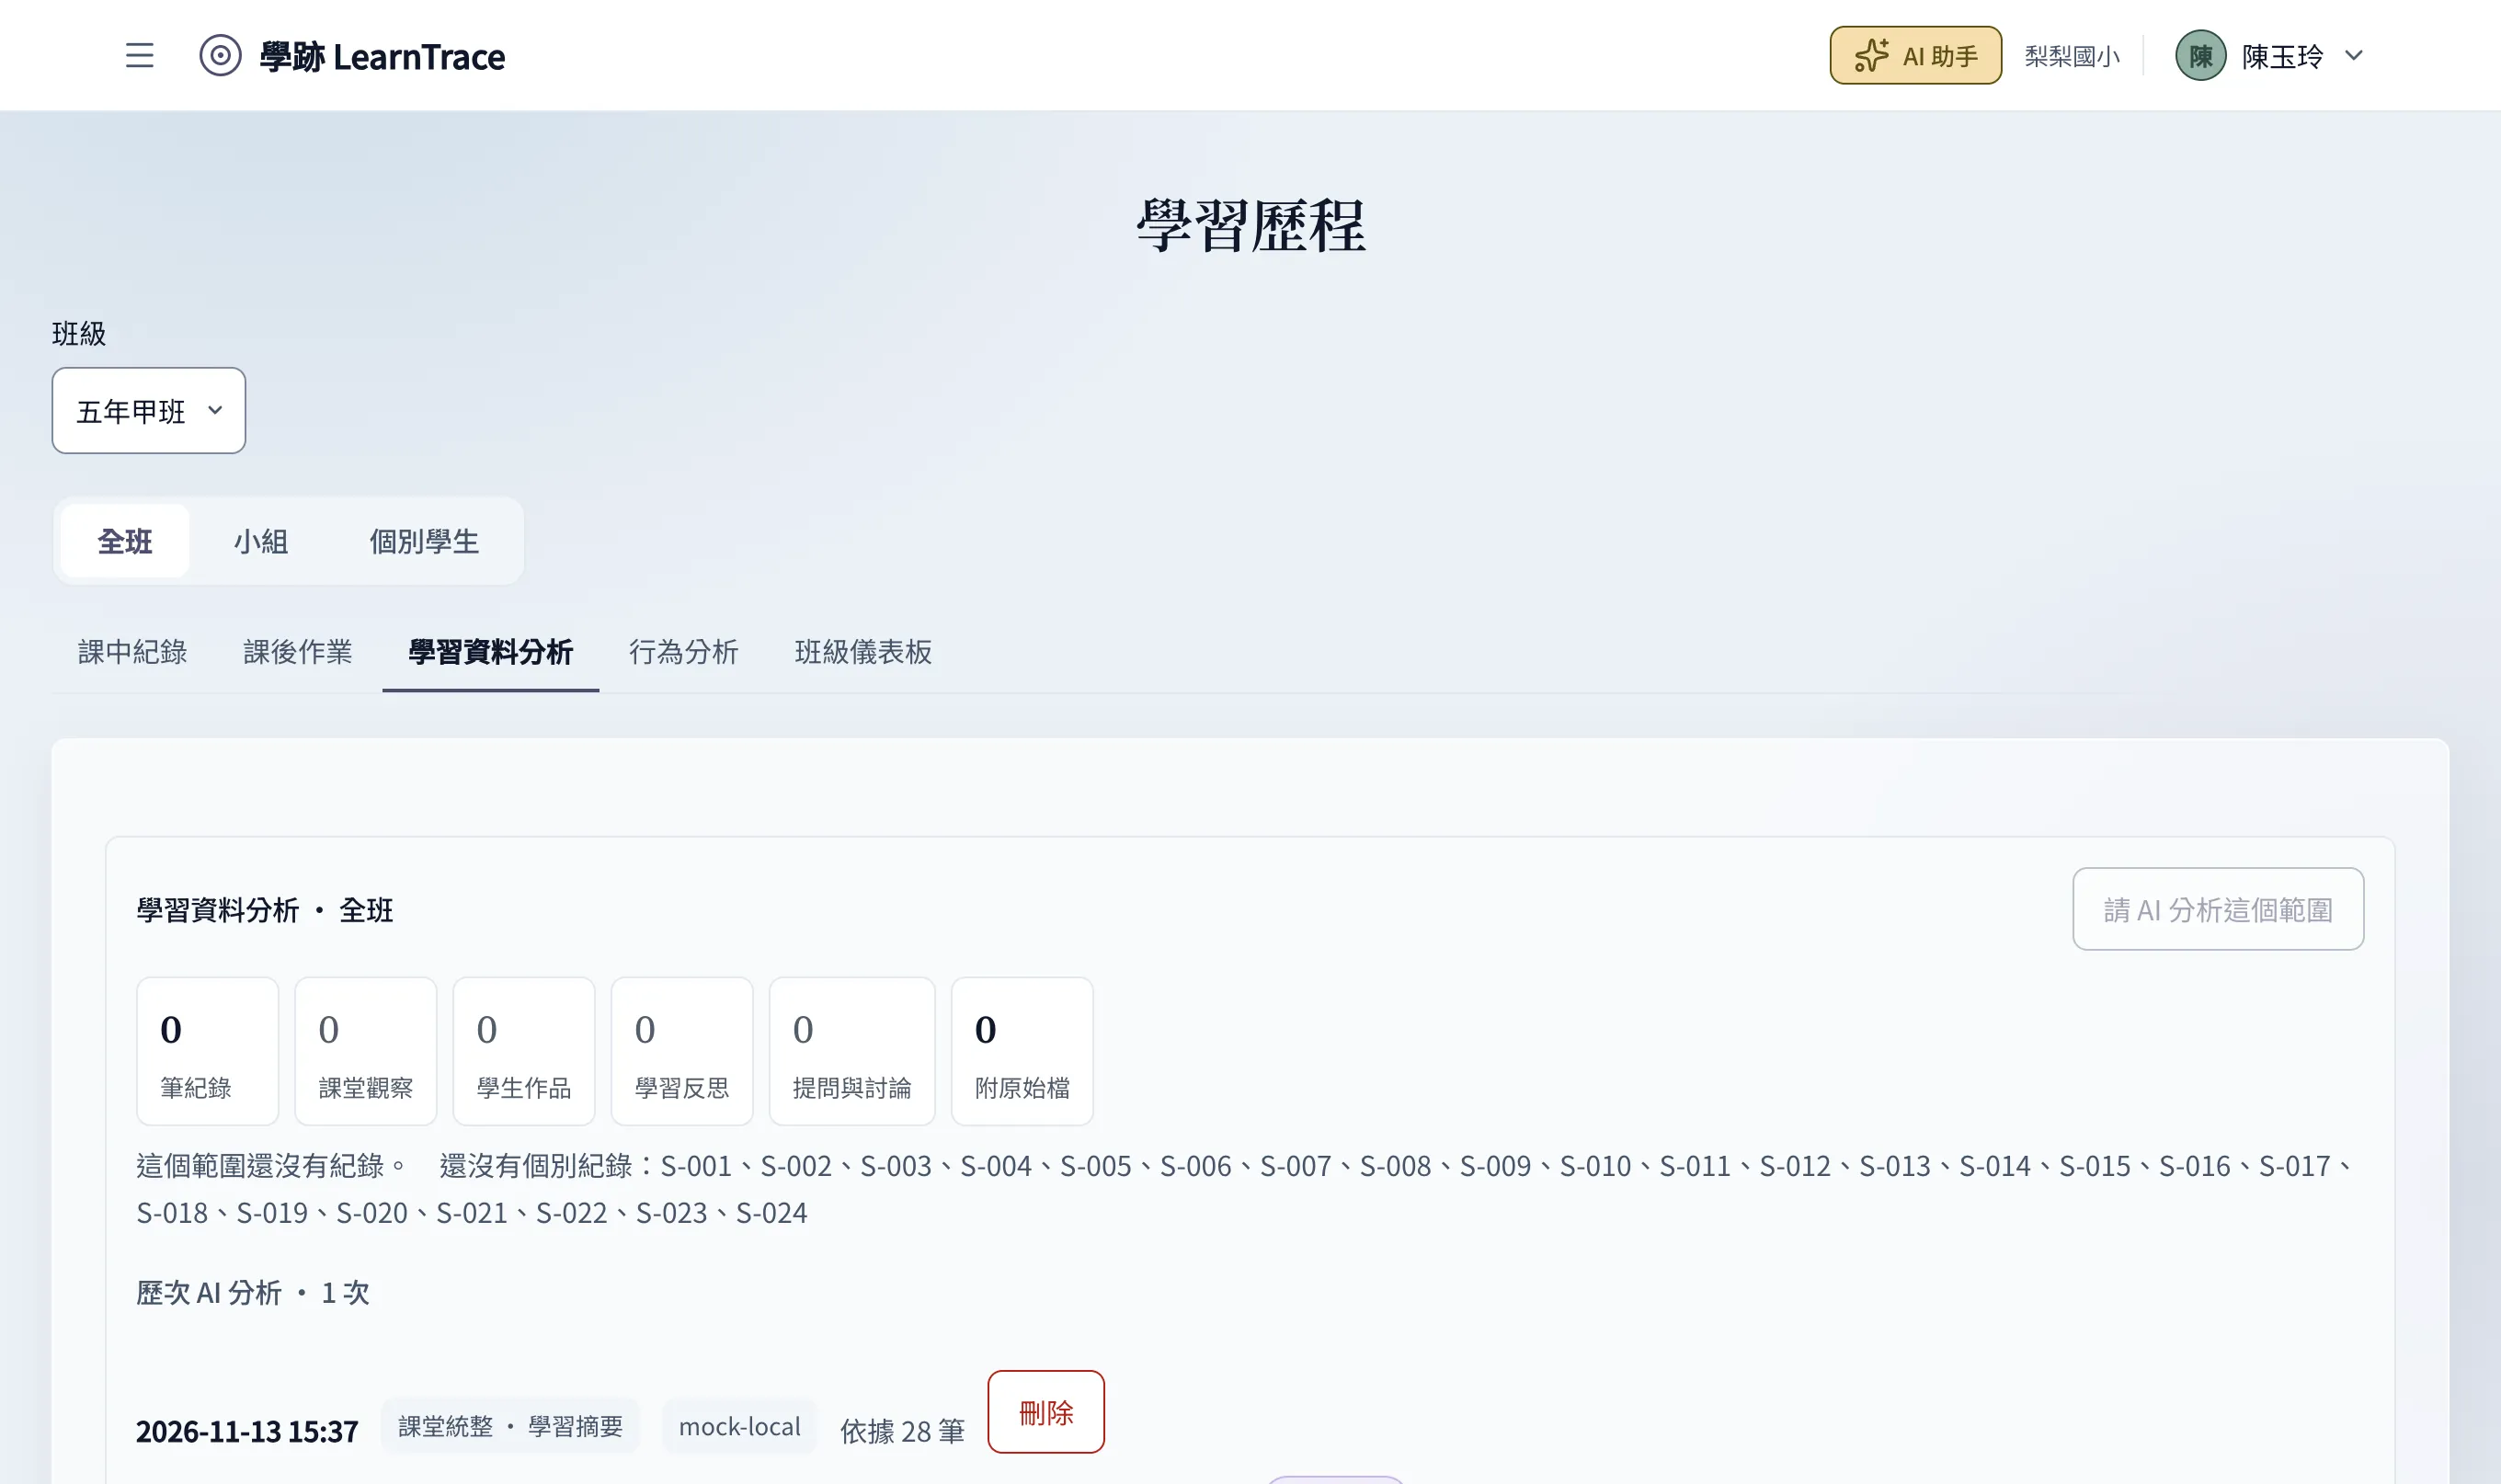 學跡 LearnTrace
AI 助手
梨梨國小
陳
陳玉玲
學習歷程
班級
五年甲班
全班 小組 個別學生
課中紀錄 課後作業 學習資料分析 行為分析 班級儀表板
學習資料分析 · 全班
請 AI 分析這個範圍
0 0 0 0 0 0
筆紀錄 課堂觀察 學生作品 學習反思 提問與討論 附原始檔
這個範圍還沒有紀錄。 還沒有個別紀錄：S-001、S-002、S-003、S-004、S-005、S-006、S-007、S-008、S-009、S-010、S-011、S-012、S-013、S-014、S-015、S-016、S-017、
S-018、S-019、S-020、S-021、S-022、S-023、S-024
歷次 AI 分析 · 1 次
2026-11-13 15:37 課堂統整 · 學習摘要 mock-local 依據 28 筆 刪除